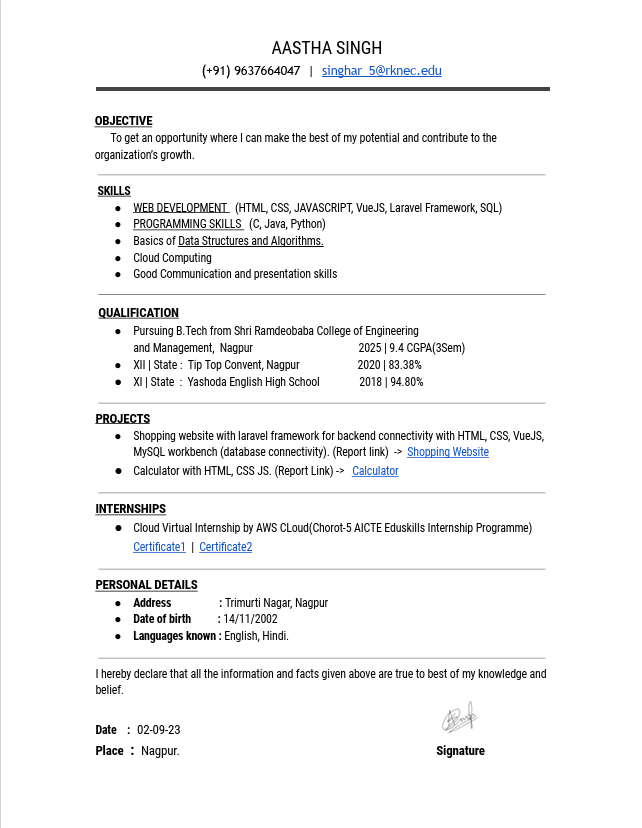 AASTHA SINGH
(+91) 9637664047 | singhar_5@rknec.edu
OBJECTIVE
To get an opportunity where I can make the best of my potential and contribute to the
organization's growth.
SKILLS
● WEB DEVELOPMENT (HTML, CSS, JAVASCRIPT, VueJS, Laravel Framework, SQL)
● PROGRAMMING SKILLS (C, Java, Python)
● Basics of Data Structures and Algorithms.
● Cloud Computing
● Good Communication and presentation skills
QUALIFICATION
● Pursuing B.Tech from Shri Ramdeobaba College of Engineering
and Management, Nagpur 2025 | 9.4 CGPA(3Sem)
● XII | State : Tip Top Convent, Nagpur 2020 | 83.38%
● XI | State : Yashoda English High School 2018 | 94.80%
PROJECTS
● Shopping website with laravel framework for backend connectivity with HTML, CSS, VueJS,
MySQL workbench (database connectivity). (Report link) -> Shopping Website
● Calculator with HTML, CSS JS. (Report Link) -> Calculator
INTERNSHIPS
● Cloud Virtual Internship by AWS CLoud(Chorot-5 AICTE Eduskills Internship Programme)
Certificate1 | Certificate2
PERSONAL DETAILS
● Address : Trimurti Nagar, Nagpur
● Date of birth : 14/11/2002
● Languages known : English, Hindi.
I hereby declare that all the information and facts given above are true to best of my knowledge and
belief.
Date : 02-09-23
Place : Nagpur.
Signature